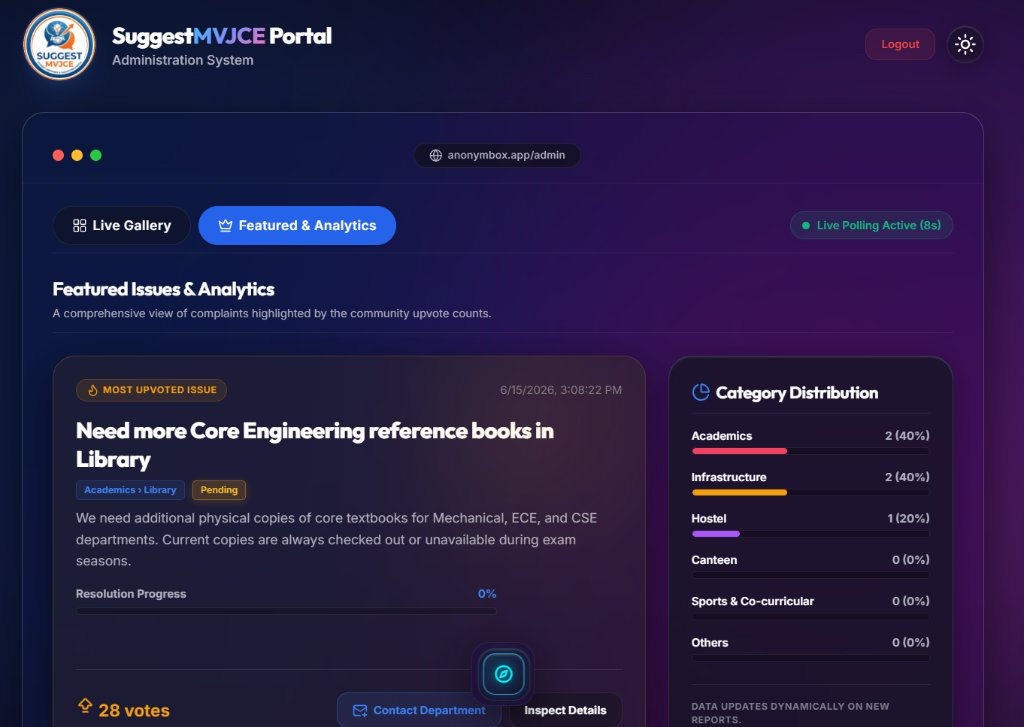 SUGGEST
MVJCE
SuggestMVJCE Portal
Administration System
Logout
anonymbox.app/admin
Live Gallery
Featured & Analytics
Live Polling Active (8s)
Featured Issues & Analytics
A comprehensive view of complaints highlighted by the community upvote counts.
MOST UPVOTED ISSUE
6/15/2026, 3:08:22 PM
Need more Core Engineering reference books in
Library
Academics › Library
Pending
We need additional physical copies of core textbooks for Mechanical, ECE, and CSE
departments. Current copies are always checked out or unavailable during exam
seasons.
Resolution Progress
0%
28 votes
Contact Department
Inspect Details
Category Distribution
Academics
2 (40%)
Infrastructure
2 (40%)
Hostel
1 (20%)
Canteen
0 (0%)
Sports & Co-curricular
0 (0%)
Others
0 (0%)
DATA UPDATES DYNAMICALLY ON NEW
REPORTS.